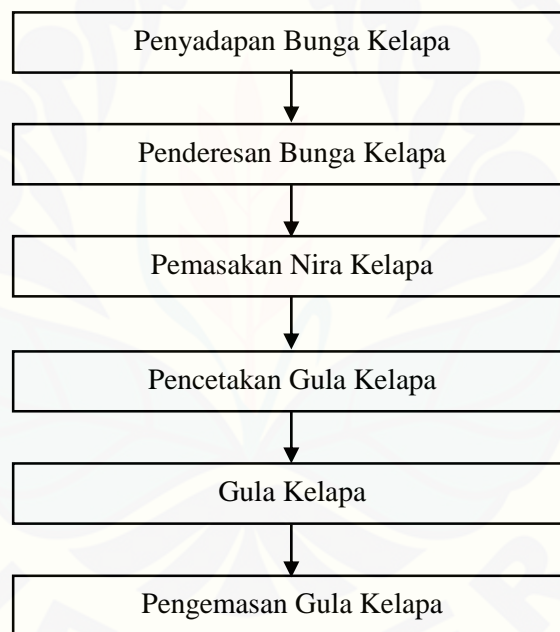 Penyadapan Bunga Kelapa
Penderesan Bunga Kelapa
Pemasakan Nira Kelapa
Pencetakan Gula Kelapa
Gula Kelapa
Pengemasan Gula Kelapa